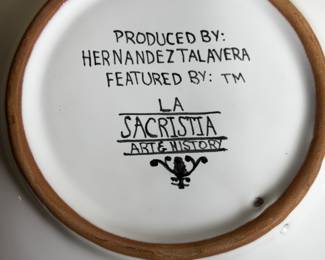 PRODUCED BY:
HERNANDEZ TALAVERA
FEATURED BY: TM
LA
SACRISTIA
ART & HISTORY